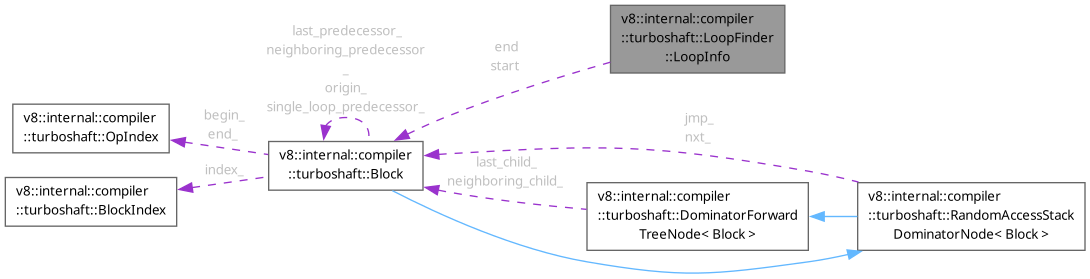 v8::internal::compiler
::turboshaft::LoopFinder
::LoopInfo
last_predecessor_
neighboring_predecessor
_
origin_
single_loop_predecessor_
end
start
v8::internal::compiler
::turboshaft::OpIndex
begin_
end_
jmp_
nxt_
v8::internal::compiler
::turboshaft::Block
last_child_
neighboring_child_
index_
v8::internal::compiler
::turboshaft::BlockIndex
v8::internal::compiler
::turboshaft::DominatorForward
TreeNode< Block >
v8::internal::compiler
::turboshaft::RandomAccessStack
DominatorNode< Block >